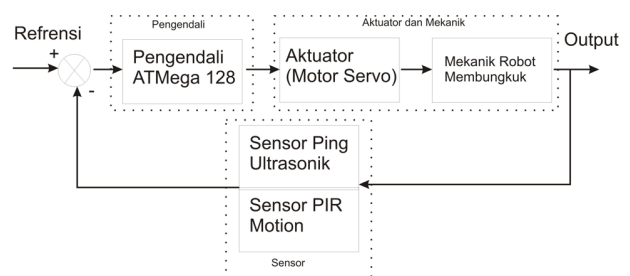 Pengendali
Aktuator dan Mekanik
Refrensi
+
-
Pengendali
ATMega 128
Aktuator
(Motor Servo)
Mekanik Robot
Membungkuk
Output
Sensor Ping
Ultrasonik
Sensor PIR
Motion
Sensor